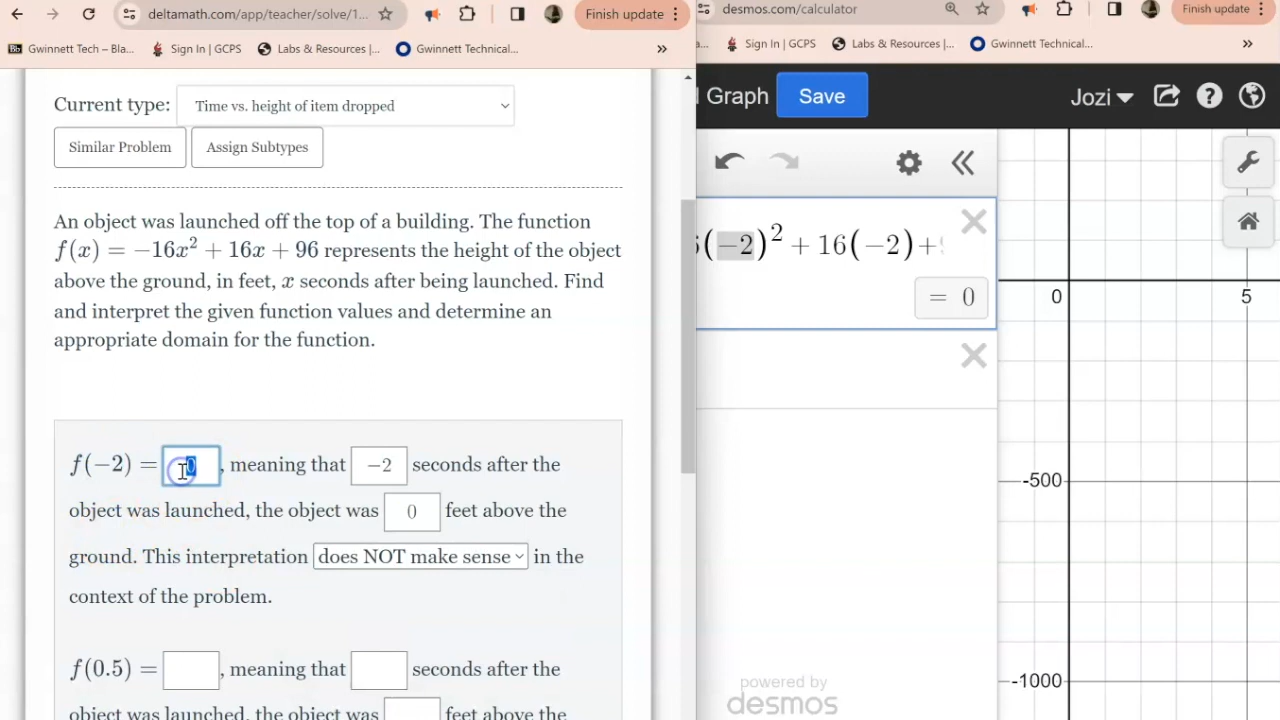 deltamath.com/app/teacher/solve/1...
Finish update
desmos.com/calculator
Finish update
Bb Gwinnett Tech – Bla...
Sign In | GCPS
Labs & Resources |...
Gwinnett Technical...
»
a...
Sign In | GCPS
Labs & Resources |...
Gwinnett Technical...
»
Current type: Time vs. height of item dropped
Similar Problem
Assign Subtypes
An object was launched off the top of a building. The function
f(x) = −16x² + 16x + 96 represents the height of the object
above the ground, in feet, x seconds after being launched. Find
and interpret the given function values and determine an
appropriate domain for the function.
f(−2) = 0, meaning that −2 seconds after the
object was launched, the object was 0 feet above the
ground. This interpretation does NOT make sense in the
context of the problem.
f(0.5) = , meaning that seconds after the
object was launched, the object was feet above the
Graph
Save
Jozi
?
(−2)² + 16(−2)+
= 0
powered by
desmos
0
5
-500
-1000